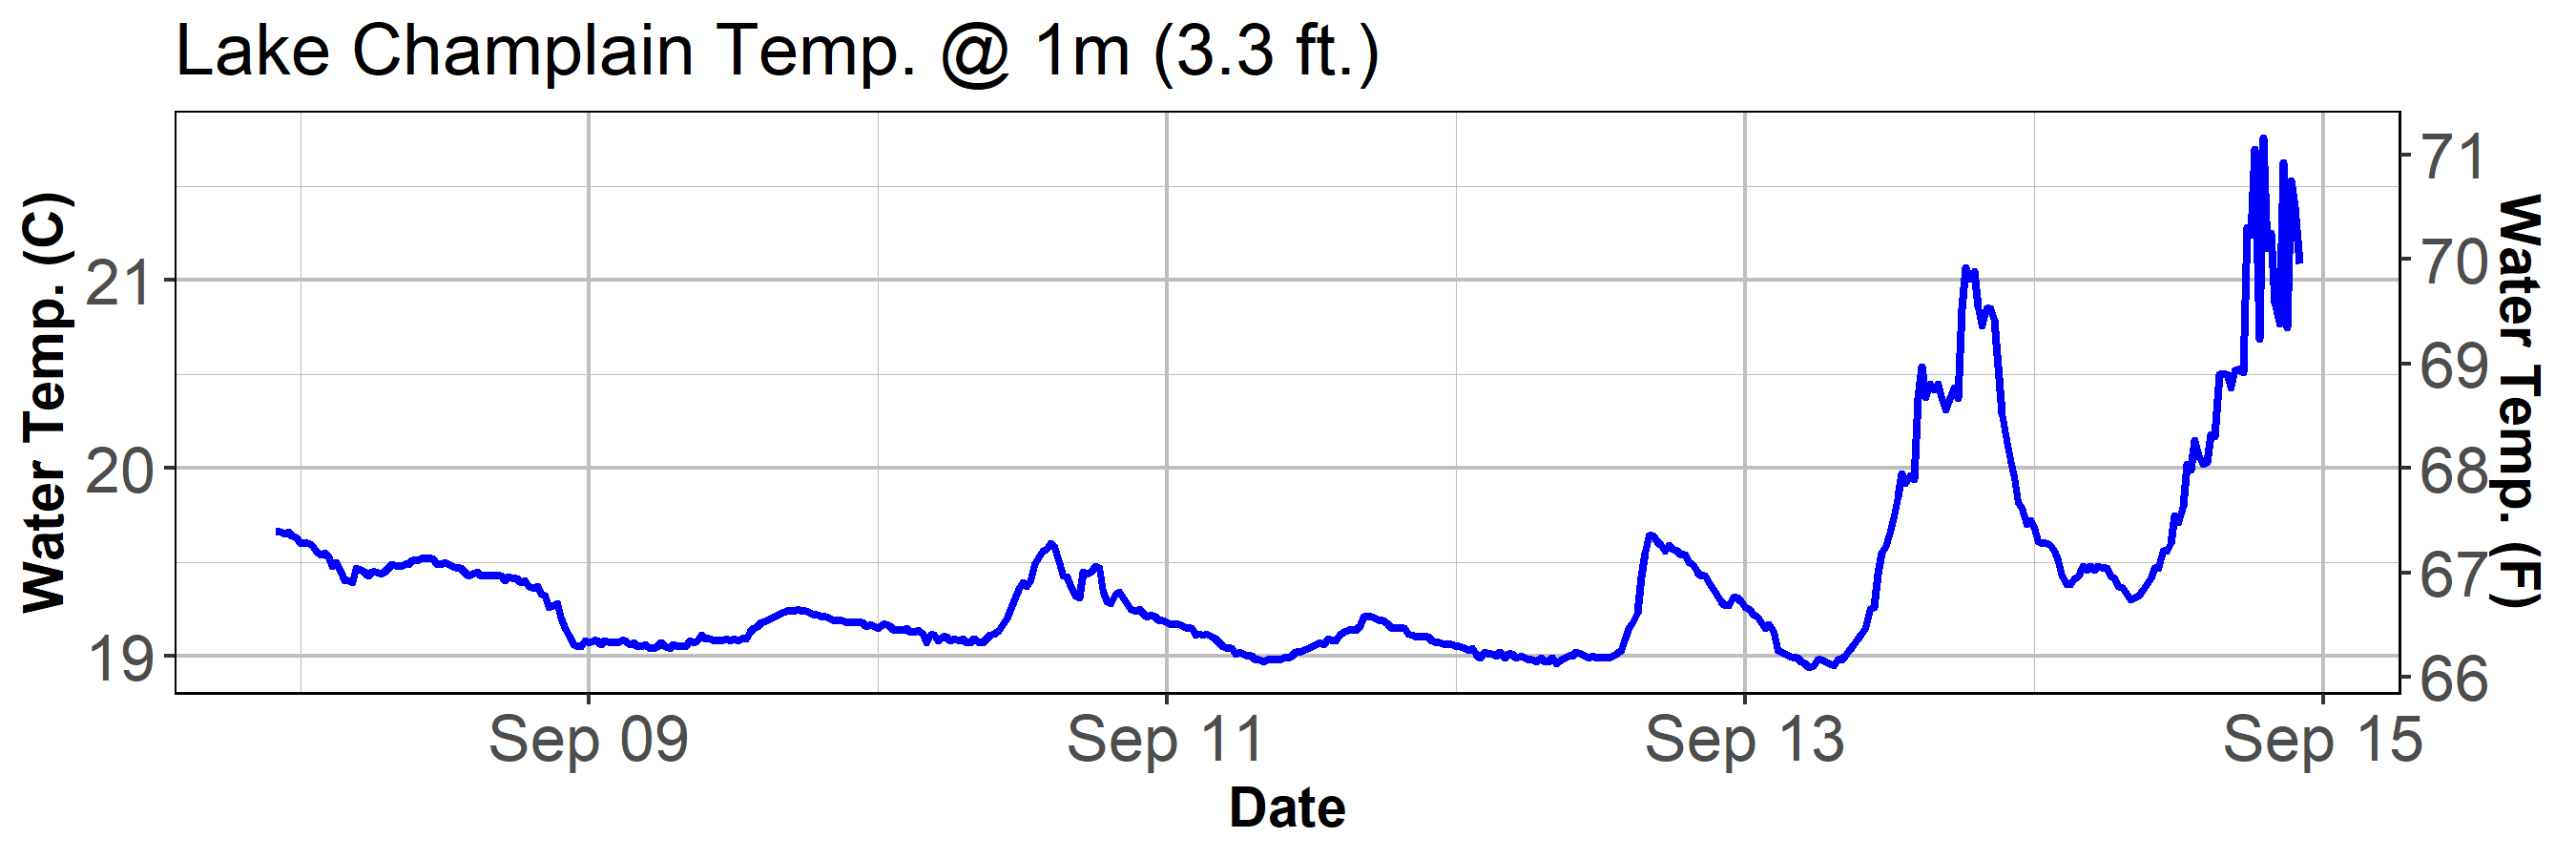 Lake Champlain Temp. @ 1m (3.3 ft.)
Water Temp. (C)
21
20
19
71
70
69
68
67
66
Water Temp. (F)
Sep 09
Sep 11
Sep 13
Sep 15
Date